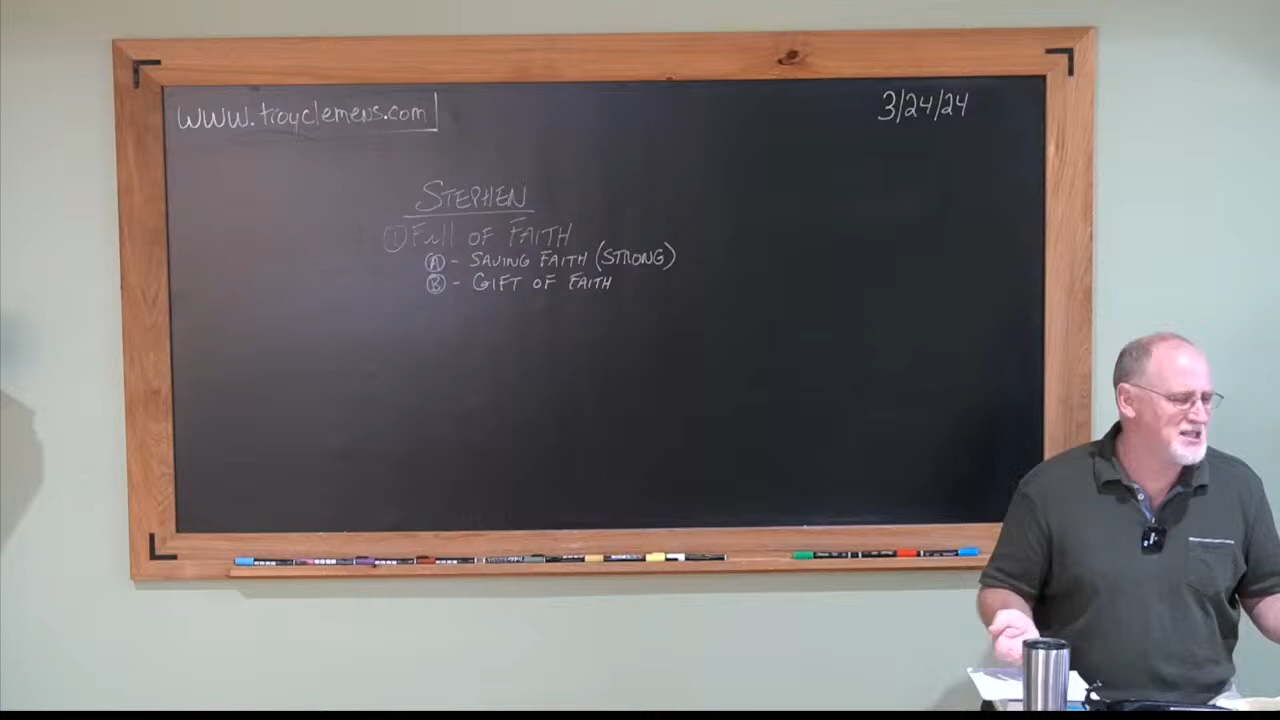 www.troyclemens.com
3/24/24
STEPHEN
① Full OF FAITH
Ⓐ - SAVING FAITH (STRONG)
Ⓑ - GIFT OF FAITH